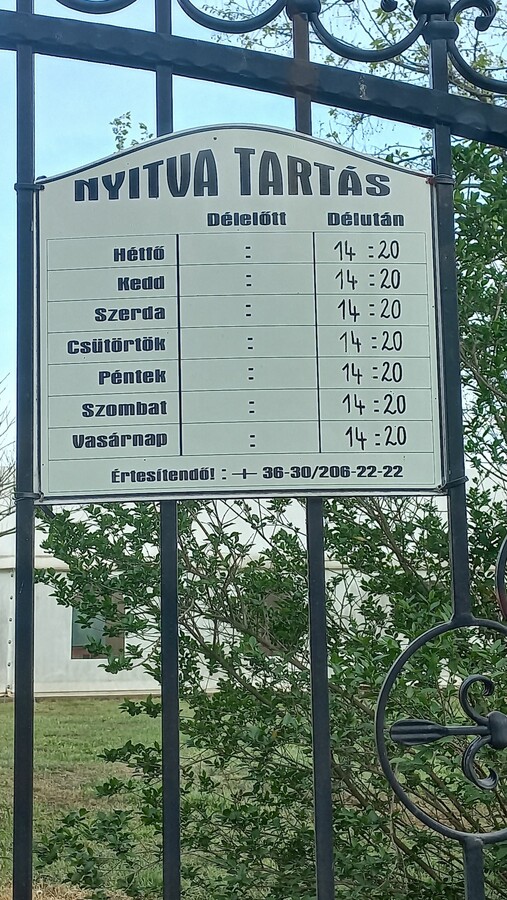 NYITVA TARTÁS
Délelőtt Délután
Hétfő : 14 : 20
Kedd : 14 : 20
Szerda : 14 : 20
Csütörtök : 14 : 20
Péntek : 14 : 20
Szombat : 14 : 20
Vasárnap : 14 : 20
Értesítendő! : + 36-30/206-22-22